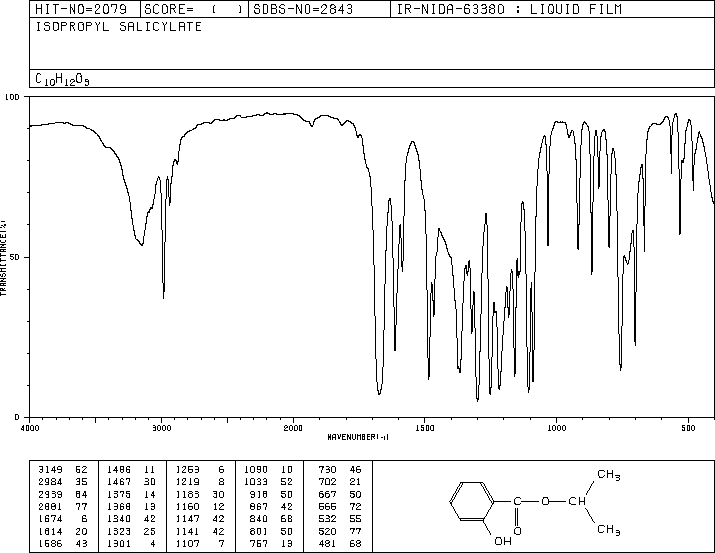 HIT-NO=2079 SCORE= ( ) SDBS-NO=2843 IR-NIDA-63380 : LIQUID FILM
ISOPROPYL SALICYLATE
C10H12O3
100
50
0
TRANSMITTANCE(%)
4000 3000 2000 1500 1000 500
WAVENUMBER(-1)
3149 52 1486 11 1253 6 1090 10 730 46
2984 35 1467 30 1219 8 1033 52 702 21
2939 64 1375 14 1183 30 918 50 667 50
2881 77 1368 13 1160 12 867 42 565 72
1674 6 1340 42 1147 42 840 68 532 55
1614 20 1323 25 1141 42 801 50 520 77
1586 43 1301 4 1107 7 757 13 481 68
CH3
C O CH
O
OH
CH3